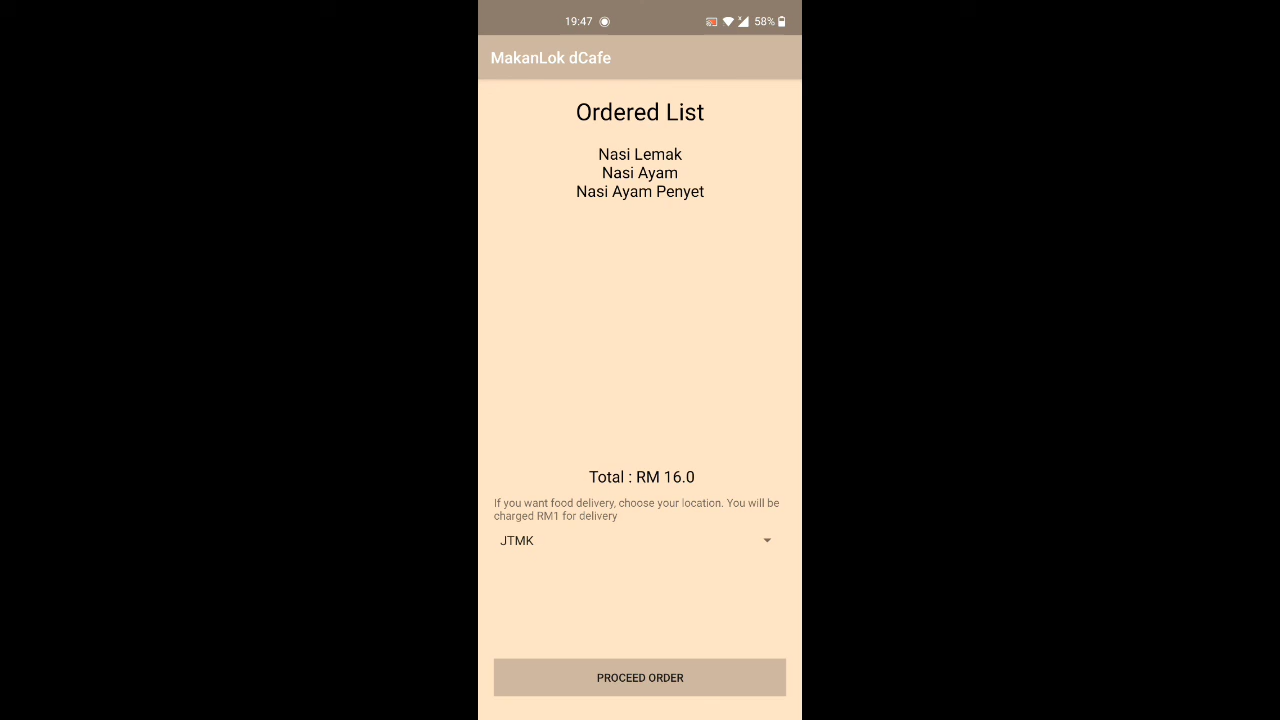 19:47
58%
MakanLok dCafe
Ordered List
Nasi Lemak
Nasi Ayam
Nasi Ayam Penyet
Total : RM 16.0
If you want food delivery, choose your location. You will be
charged RM1 for delivery
JTMK
PROCEED ORDER